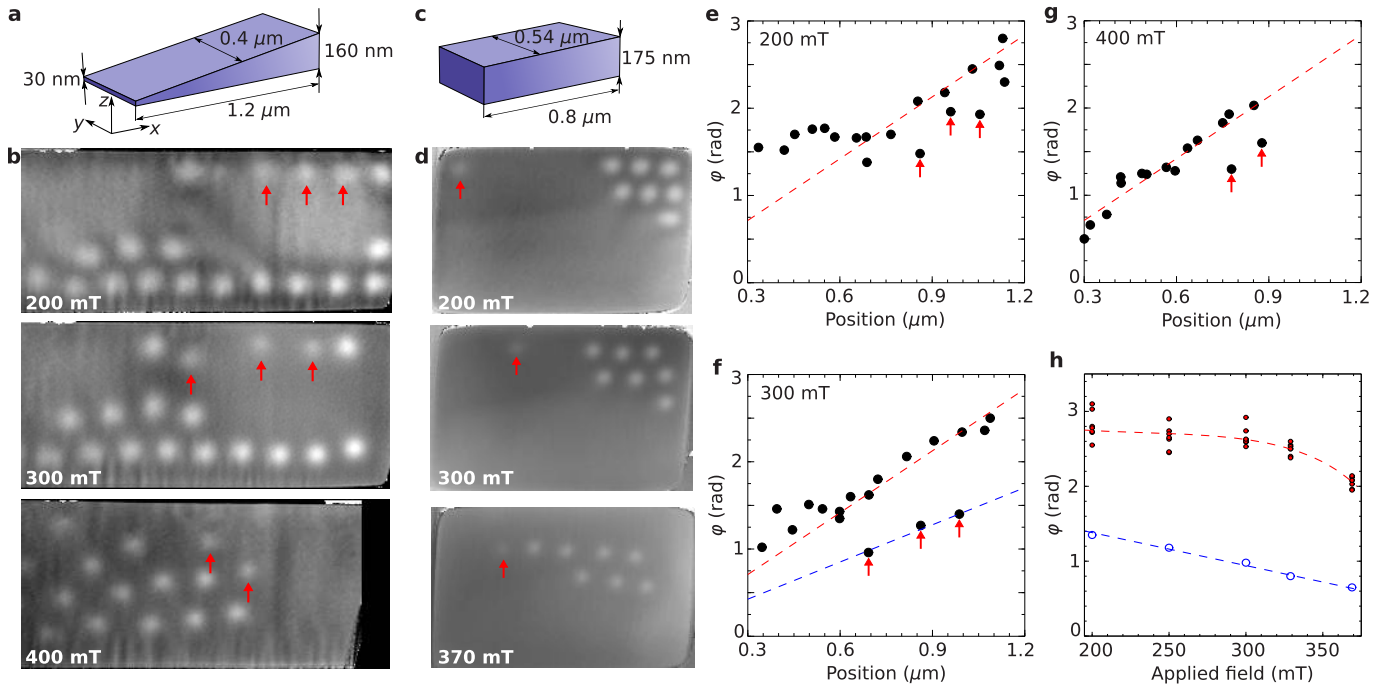 a
0.4 μm
160 nm
30 nm
z
y
x
1.2 μm
b
200 mT
300 mT
400 mT
c
0.54 μm
175 nm
0.8 μm
d
200 mT
300 mT
370 mT
e
200 mT
φ (rad)
3
2
1
0
0.3 0.6 0.9 1.2
Position (μm)
f
300 mT
φ (rad)
3
2
1
0
0.3 0.6 0.9 1.2
Position (μm)
g
400 mT
φ (rad)
3
2
1
0
0.3 0.6 0.9 1.2
Position (μm)
h
φ (rad)
3
2
1
0
200 250 300 350
Applied field (mT)